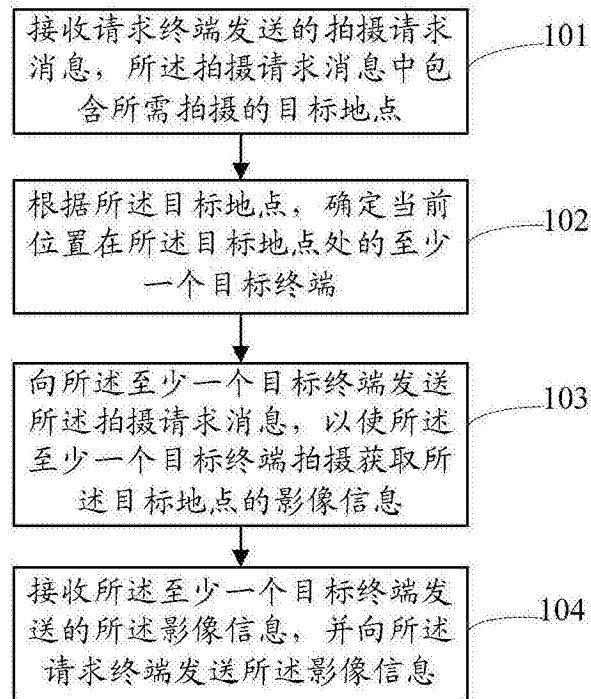 接收请求终端发送的拍摄请求
消息，所述拍摄请求消息中包
含所需拍摄的目标地点
101
根据所述目标地点，确定当前
位置在所述目标地点处的至少
一个目标终端
102
向所述至少一个目标终端发送
所述拍摄请求消息，以使所述
至少一个目标终端拍摄获取所
述目标地点的影像信息
103
接收所述至少一个目标终端发
送的所述影像信息，并向所述
请求终端发送所述影像信息
104